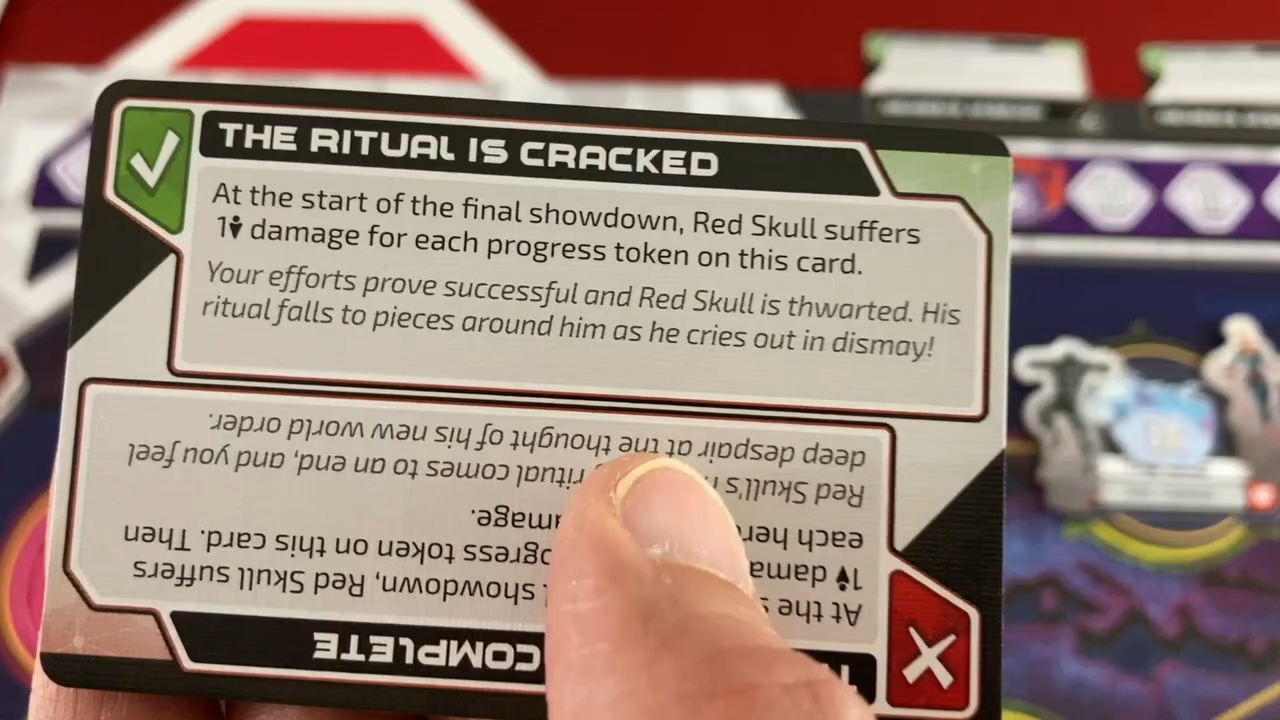 THE RITUAL IS CRACKED
At the start of the final showdown, Red Skull suffers
1 damage for each progress token on this card.
Your efforts prove successful and Red Skull is thwarted. His
ritual falls to pieces around him as he cries out in dismay!
COMPLETE
At the showdown, Red Skull suffers
1 token on this card. Then
each
Red Skull's ritual comes to an end, and you feel
deep despair at the thought of his new world order.